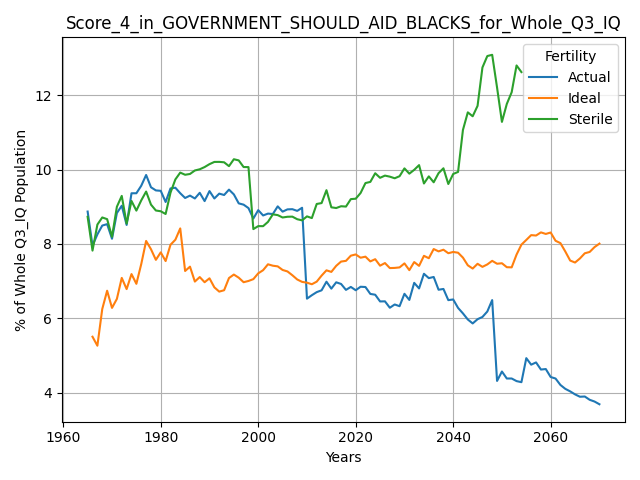 Score_4_in_GOVERNMENT_SHOULD_AID_BLACKS_for_Whole_Q3_IQ
% of Whole Q3_IQ Population
12
10
8
6
4
Fertility
Actual
Ideal
Sterile
1960 1980 2000 2020 2040 2060
Years